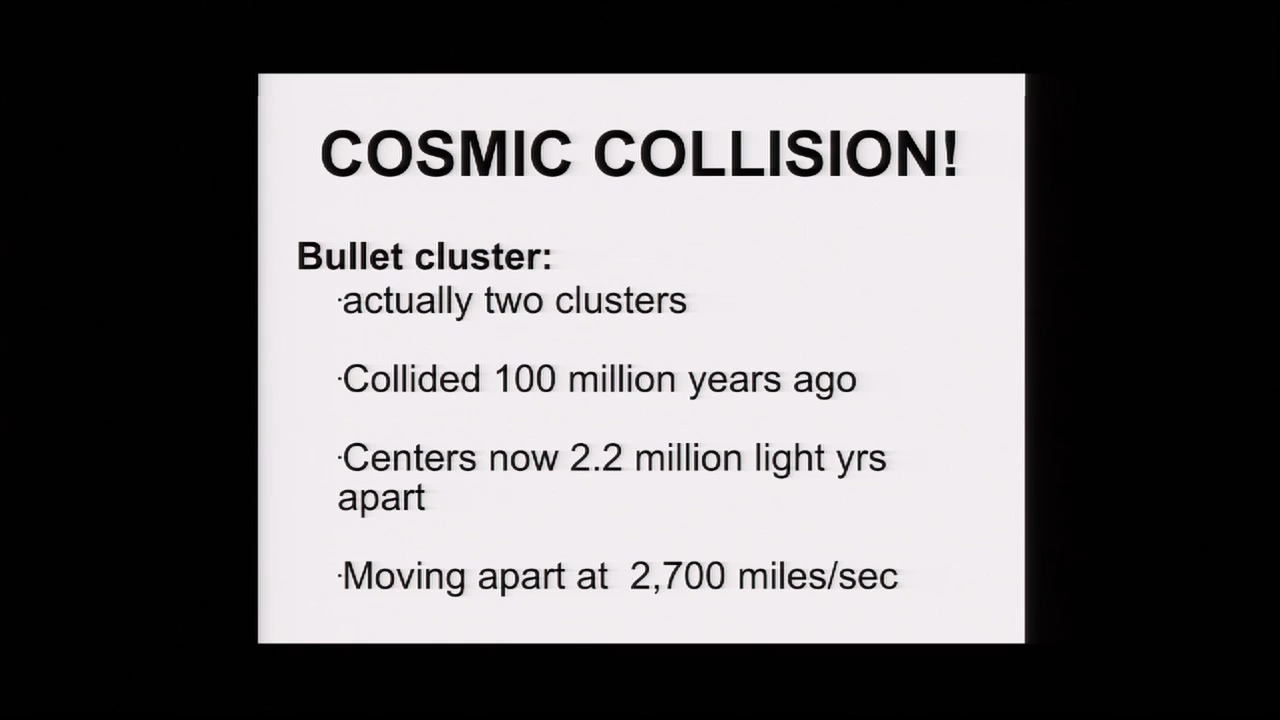 COSMIC COLLISION!
Bullet cluster:
·actually two clusters
·Collided 100 million years ago
·Centers now 2.2 million light yrs
apart
·Moving apart at  2,700 miles/sec